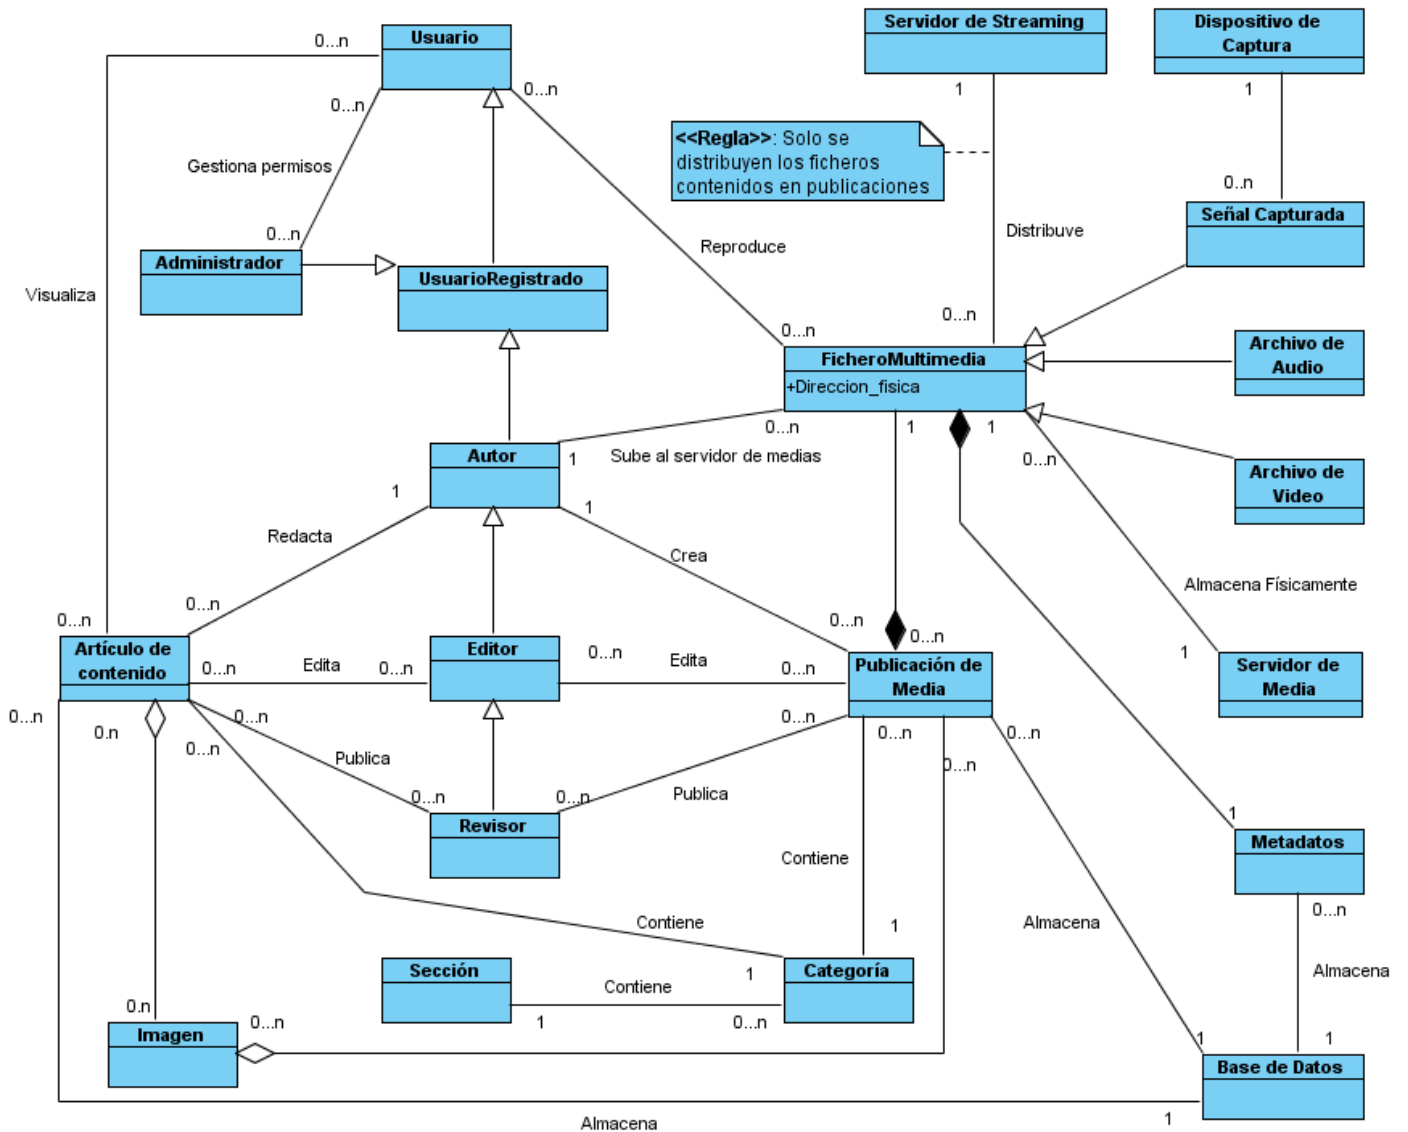 Servidor de Streaming
Dispositivo de
Captura
Usuario
0...n
0...n
0...n
1
1
<<Regla>>: Solo se
distribuyen los ficheros
contenidos en publicaciones
Gestiona permisos
0...n
Señal Capturada
0...n
Distribuve
Reproduce
Administrador
UsuarioRegistrado
Visualiza
0...n
0...n
FicheroMultimedia
+Direccion_fisica
Archivo de
Audio
0...n
1
1
Autor
1
Sube al servidor de medias
0...n
Archivo de
Video
1
1
Redacta
Crea
Almacena Físicamente
0...n
0...n
0...n
0...n
Artículo de
contenido
Editor
0...n
Edita
0...n
0...n
Edita
0...n
Publicación de
Media
1
Servidor de
Media
0...n
0.n
0...n
0...n
0...n
0...n
0...n
0...n
Publica
0...n
0...n
Publica
Revisor
1
Metadatos
Contiene
0...n
Contiene
1
Almacena
Sección
Contiene
1
Categoría
Almacena
0.n
0...n
1
0...n
Imagen
1
1
Base de Datos
Almacena
1